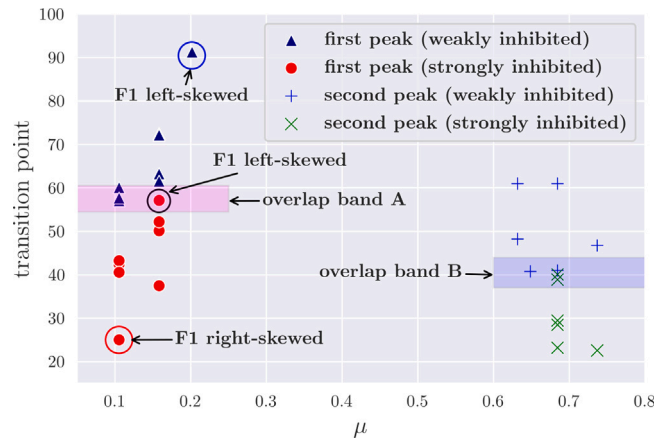 100
90
80
70
60
50
40
30
20
transition point
first peak (weakly inhibited)
first peak (strongly inhibited)
second peak (weakly inhibited)
second peak (strongly inhibited)
F1 left-skewed
F1 left-skewed
overlap band A
overlap band B
F1 right-skewed
0.1 0.2 0.3 0.4 0.5 0.6 0.7 0.8
μ